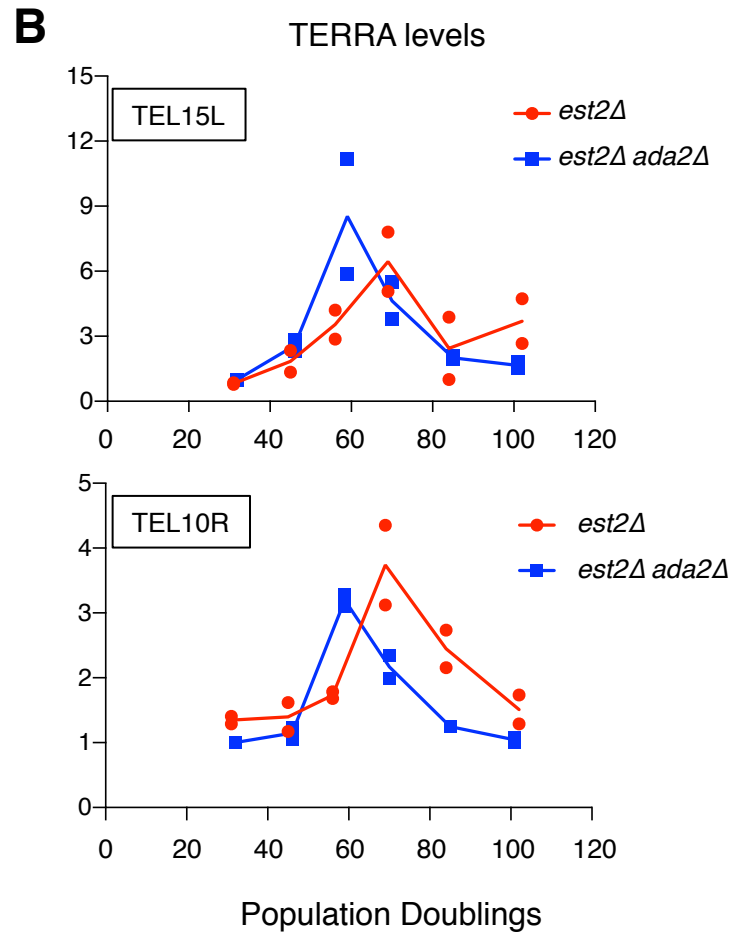 B
TERRA levels
15
12
9
6
3
0
TEL15L
est2Δ
est2Δ ada2Δ
0 20 40 60 80 100 120
5
4
3
2
1
0
TEL10R
est2Δ
est2Δ ada2Δ
0 20 40 60 80 100 120
Population Doublings